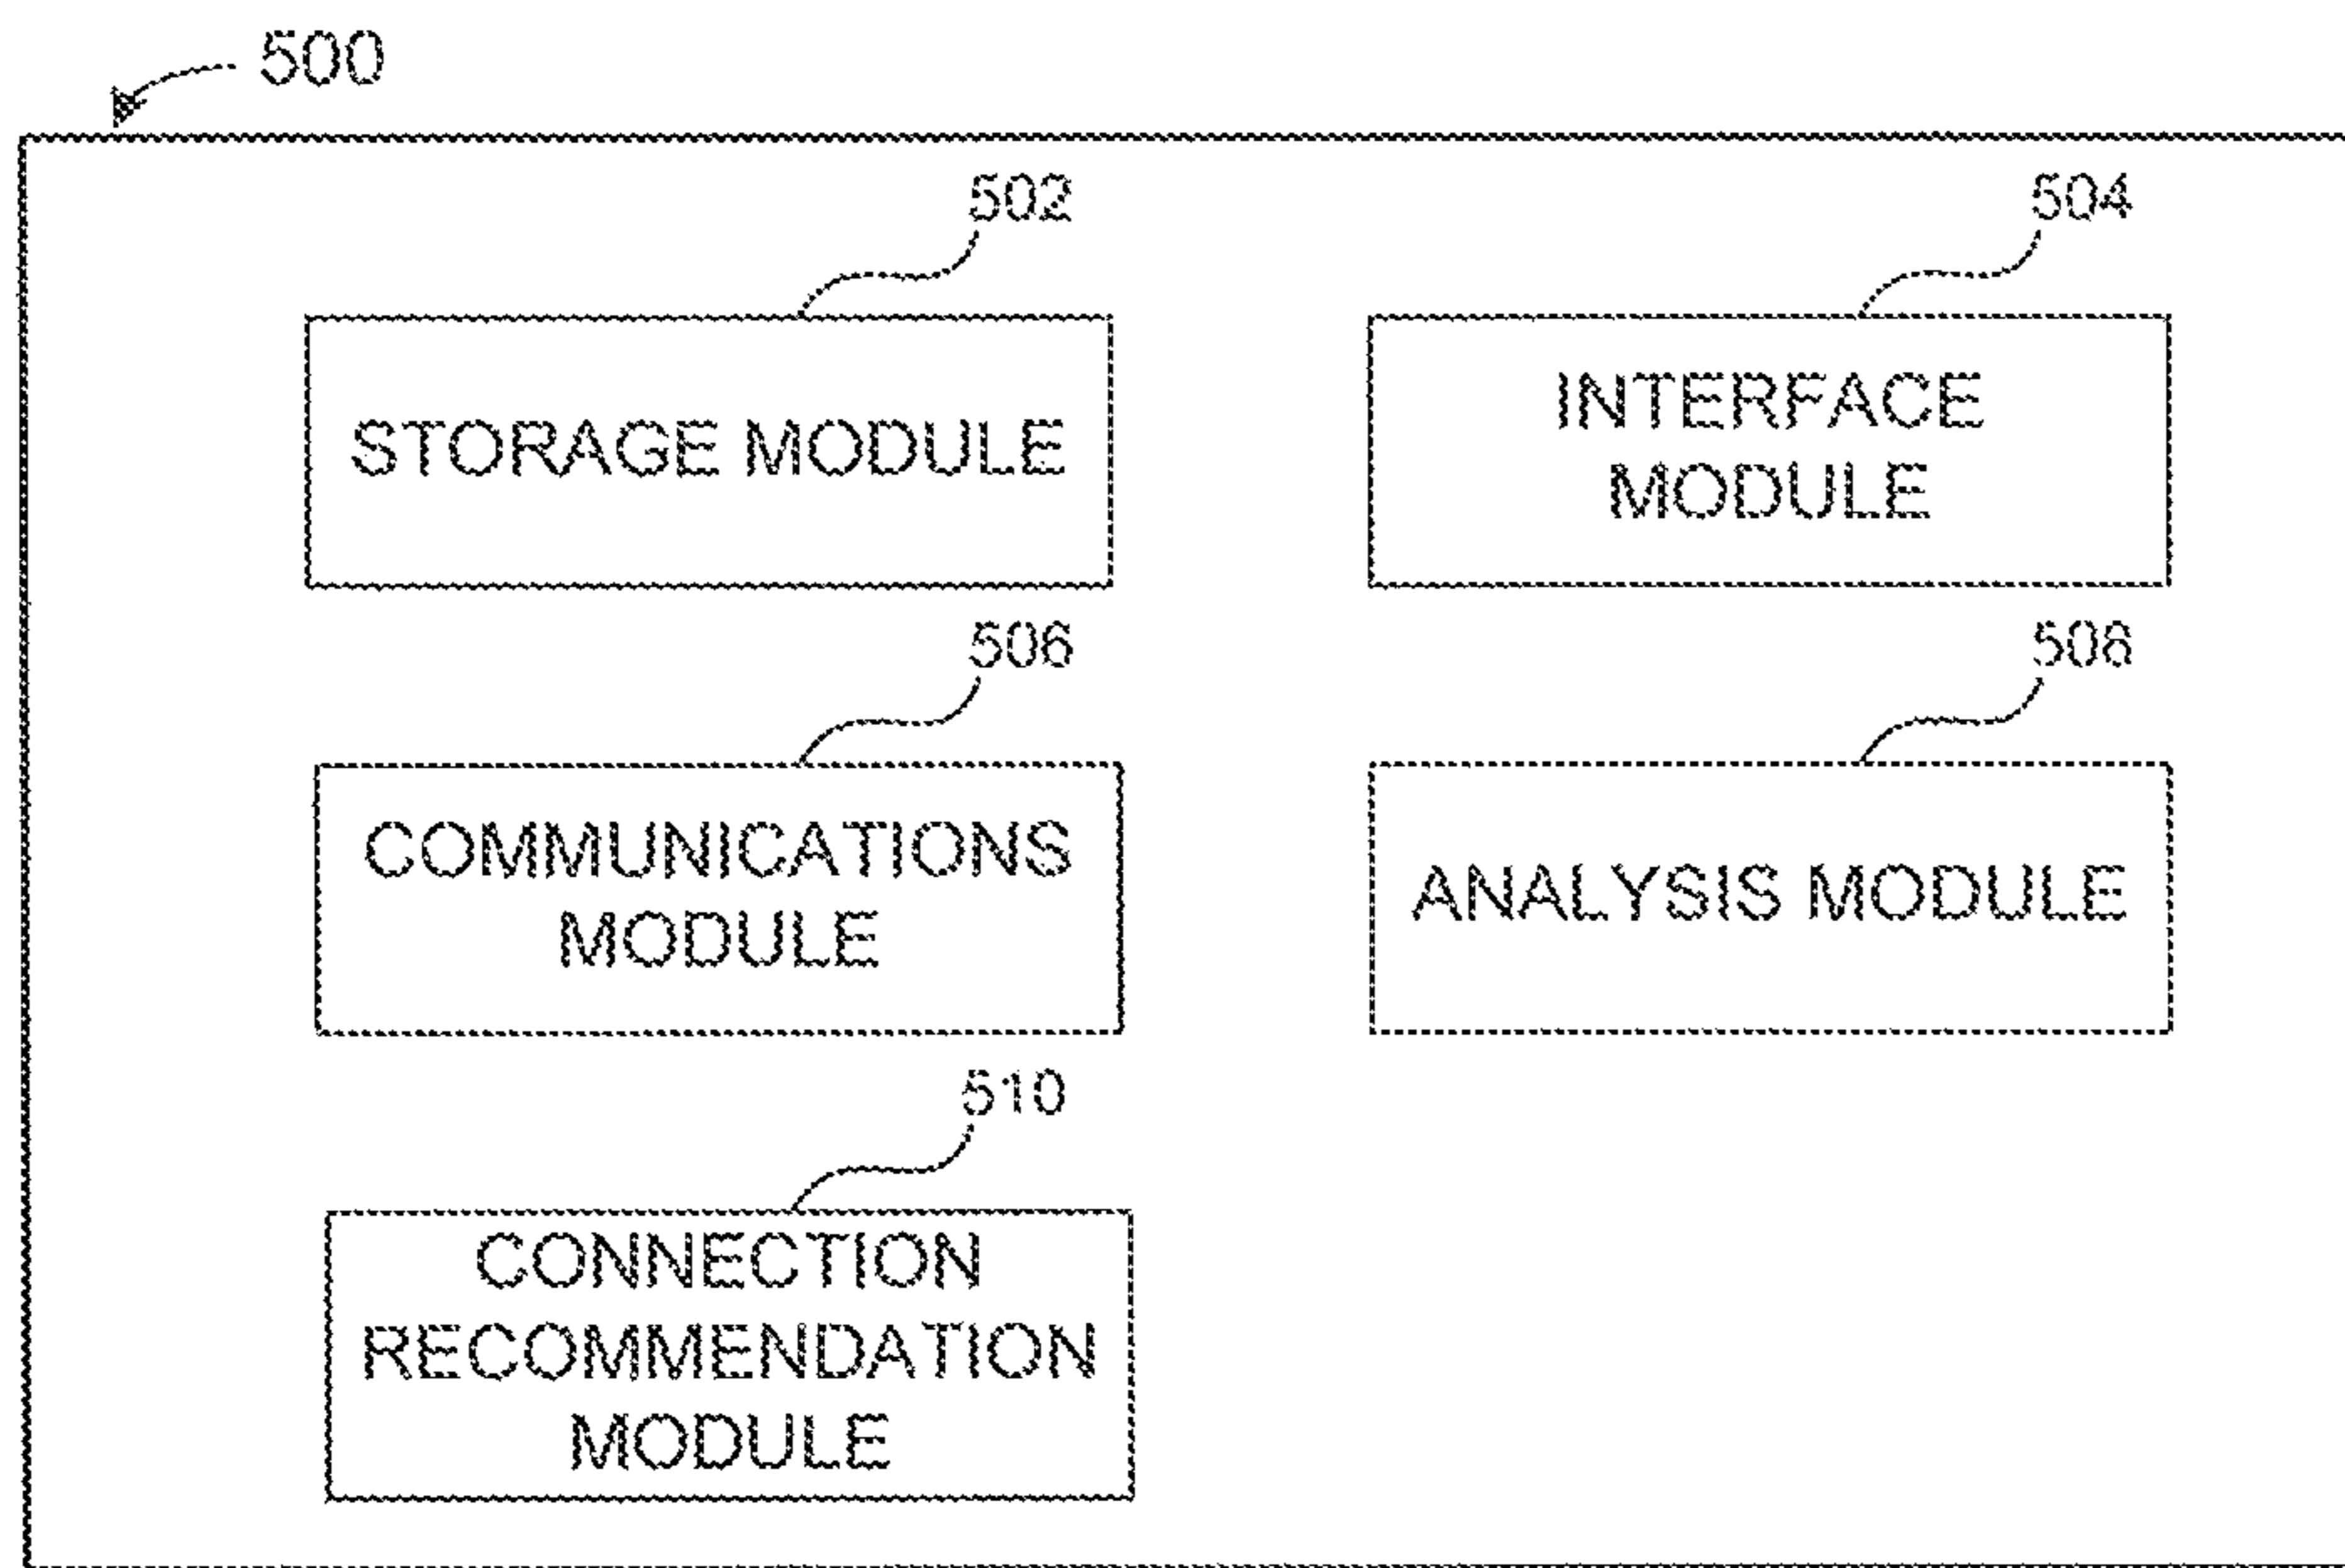 500
502
504
STORAGE MODULE
INTERFACE
MODULE
506
508
COMMUNICATIONS
MODULE
ANALYSIS MODULE
510
CONNECTION
RECOMMENDATION
MODULE